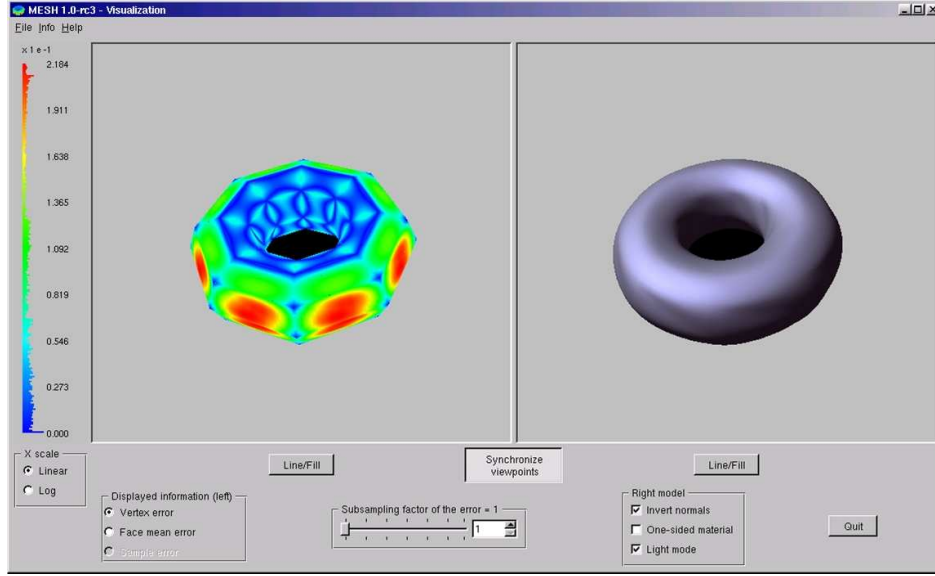 MESH 1.0-rc3 - Visualization
File Info Help
x 1 e -1
2.184
1.911
1.638
1.365
1.092
0.819
0.546
0.273
0.000
X scale
Linear
Log
Line/Fill
Synchronize
viewpoints
Line/Fill
Displayed information (left)
Vertex error
Face mean error
Sample error
Subsampling factor of the error = 1
1
Right model
Invert normals
One-sided material
Light mode
Quit